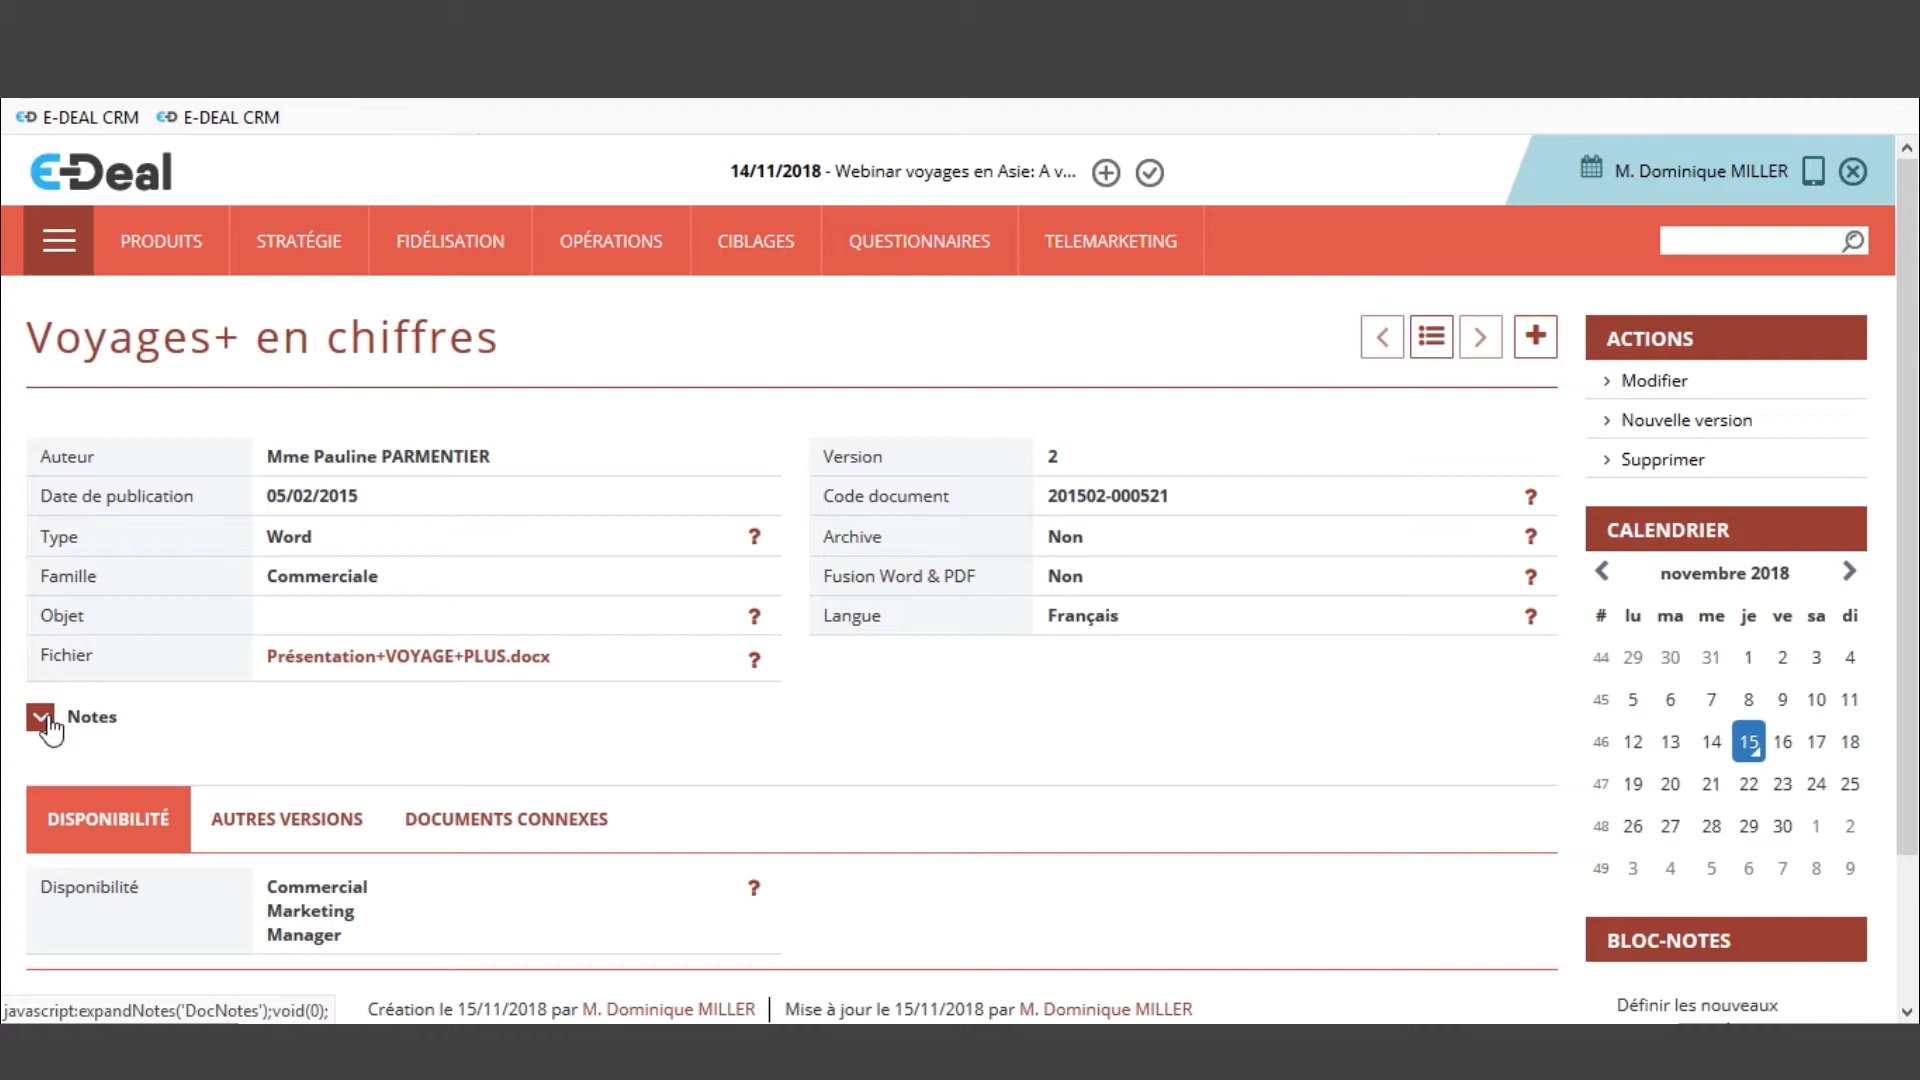 E-DEAL CRM E-DEAL CRM
E-Deal
14/11/2018 - Webinar voyages en Asie: A v...
M. Dominique MILLER
PRODUITS STRATÉGIE FIDÉLISATION OPÉRATIONS CIBLAGES QUESTIONNAIRES TELEMARKETING
Voyages+ en chiffres
Auteur Mme Pauline PARMENTIER
Date de publication 05/02/2015
Type Word ?
Famille Commerciale
Objet ?
Fichier Présentation+VOYAGE+PLUS.docx ?
Version 2
Code document 201502-000521 ?
Archive Non ?
Fusion Word & PDF Non ?
Langue Français ?
Notes
DISPONIBILITÉ AUTRES VERSIONS DOCUMENTS CONNEXES
Disponibilité Commercial ?
Marketing
Manager
javascript:expandNotes('DocNotes');void(0);
Création le 15/11/2018 par M. Dominique MILLER | Mise à jour le 15/11/2018 par M. Dominique MILLER
ACTIONS
Modifier
Nouvelle version
Supprimer
CALENDRIER
novembre 2018
# lu ma me je ve sa di
44 29 30 31 1 2 3 4
45 5 6 7 8 9 10 11
46 12 13 14 15 16 17 18
47 19 20 21 22 23 24 25
48 26 27 28 29 30 1 2
49 3 4 5 6 7 8 9
BLOC-NOTES
Définir les nouveaux